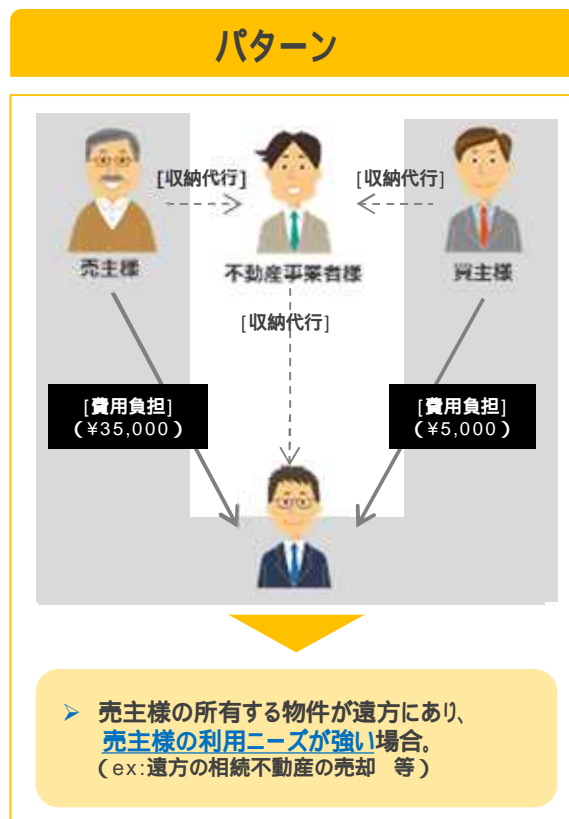 パターン
[収納代行]
[収納代行]
売主様
不動産事業者様
買主様
[収納代行]
[費用負担]
(¥35,000)
[費用負担]
(¥5,000)
➢ 売主様の所有する物件が遠方にあり、
売主様の利用ニーズが強い場合。
(ex:遠方の相続不動産の売却 等)